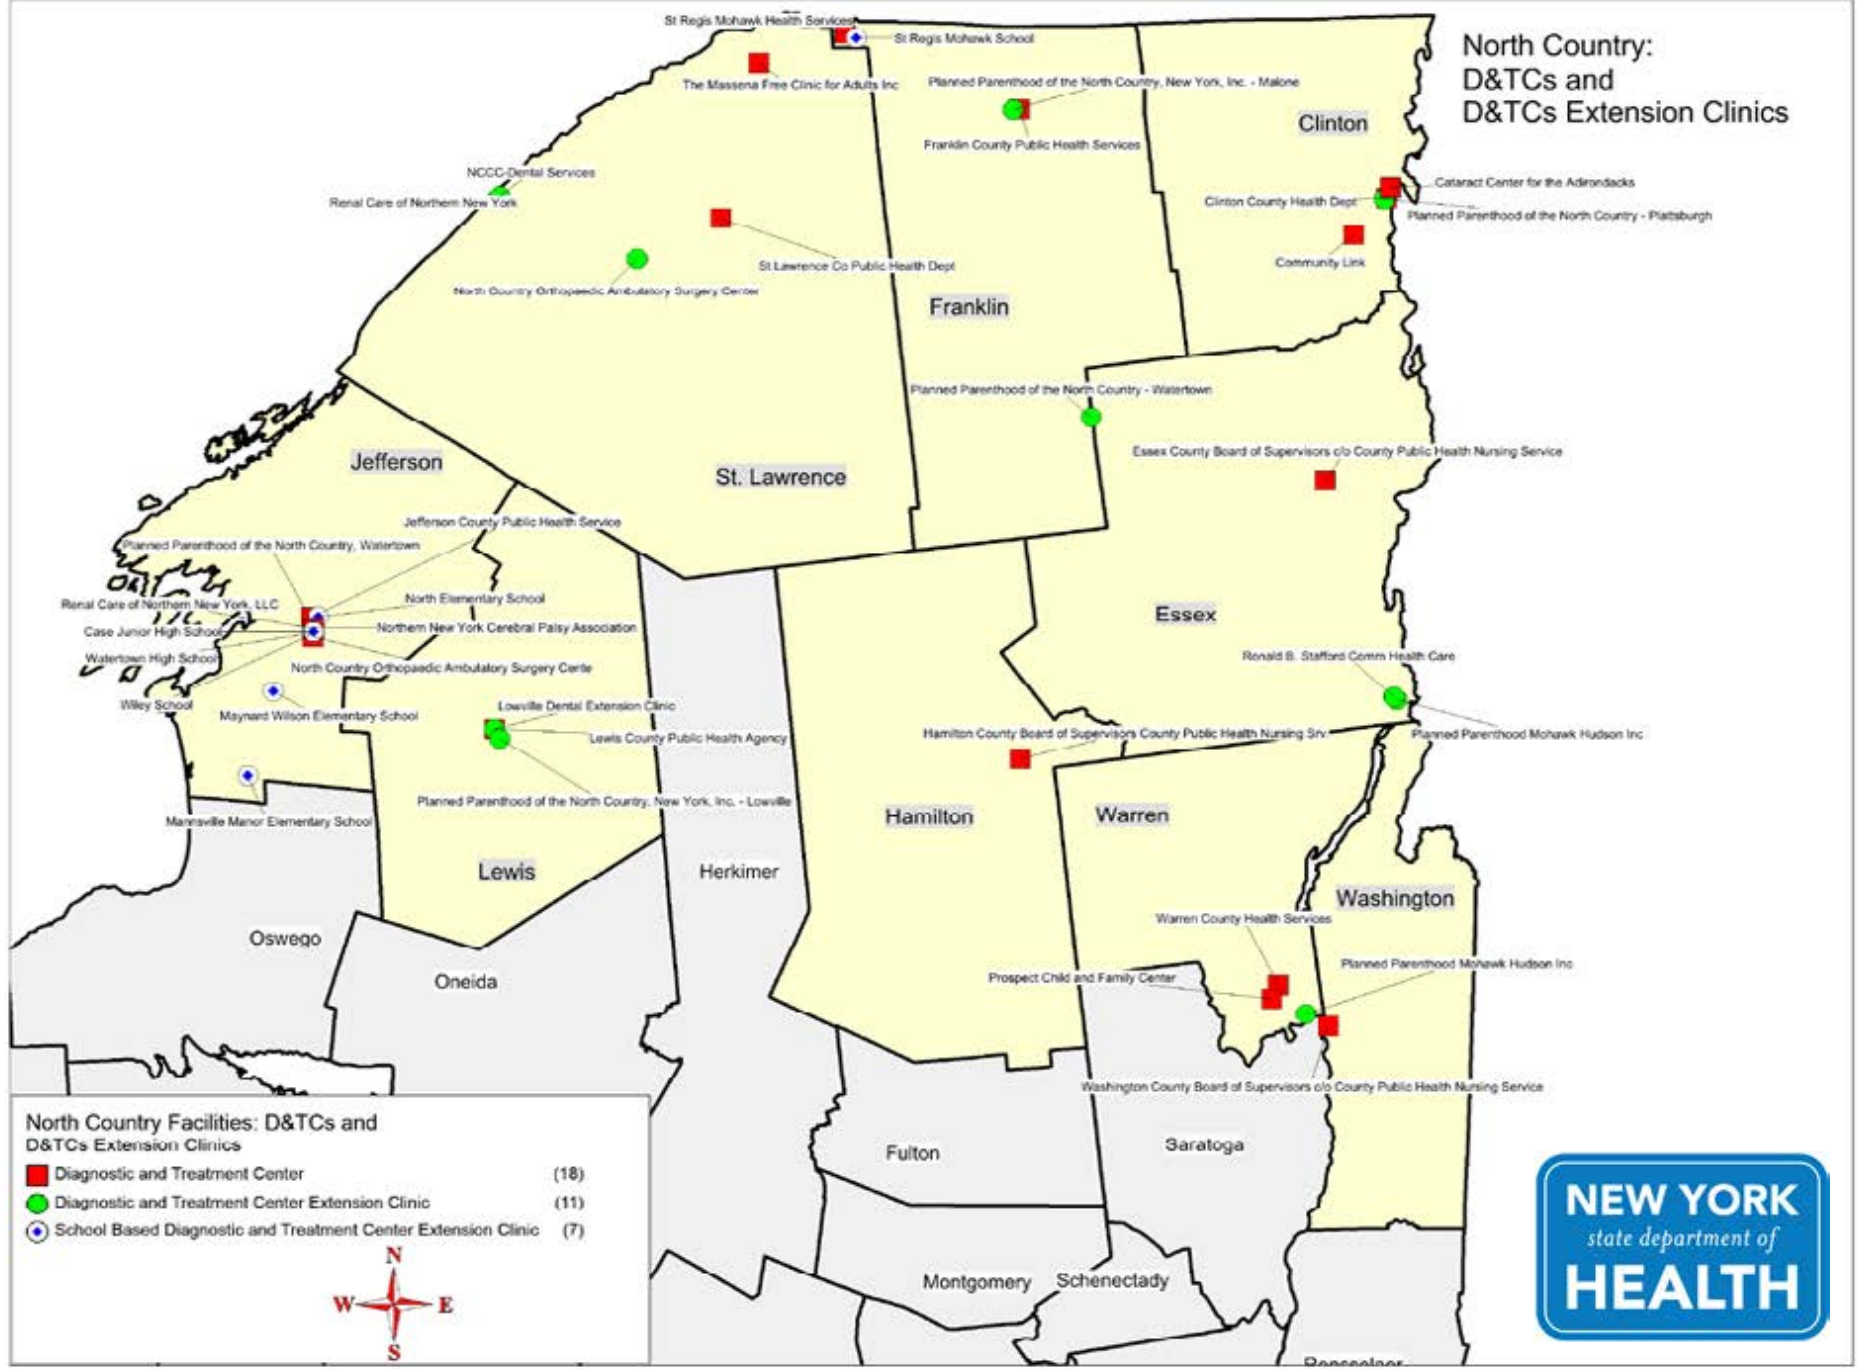 St Regis Mohawk Health Services
St Regis Mohawk School
North Country:
D&TCs and
D&TCs Extension Clinics
The Massena Free Clinic for Adults Inc
Planned Parenthood of the North Country, New York, Inc. - Malone
Clinton
Franklin County Public Health Services
NCCC-Dental Services
Renal Care of Northern New York
Cataract Center for the Adirondacks
Clinton County Health Dept
Planned Parenthood of the North Country - Plattsburgh
Community Link
St Lawrence Co Public Health Dept
North Country Orthopaedic Ambulatory Surgery Center
Franklin
Planned Parenthood of the North Country - Watertown
Essex County Board of Supervisors c/o County Public Health Nursing Service
Jefferson
St. Lawrence
Jefferson County Public Health Service
Planned Parenthood of the North Country, Watertown
Renal Care of Northern New York, LLC
North Elementary School
Case Junior High School
Northern New York Cerebral Palsy Association
Watertown High School
North Country Orthopaedic Ambulatory Surgery Cente
Essex
Ronald B. Stafford Comm Health Care
Wiley School
Maynard Wilson Elementary School
Lowville Dental Extension Clinic
Lewis County Public Health Agency
Hamilton County Board of Supervisors County Public Health Nursing Srv
Planned Parenthood Mohawk Hudson Inc
Planned Parenthood of the North Country, New York, Inc. - Lowville
Mannsville Manor Elementary School
Hamilton
Warren
Lewis
Herkimer
Washington
Warren County Health Services
Oswego
Oneida
Prospect Child and Family Center
Planned Parenthood Mohawk Hudson Inc
Washington County Board of Supervisors c/o County Public Health Nursing Service
North Country Facilities: D&TCs and
D&TCs Extension Clinics
Diagnostic and Treatment Center (18)
Diagnostic and Treatment Center Extension Clinic (11)
School Based Diagnostic and Treatment Center Extension Clinic (7)
N
W E
S
Fulton
Saratoga
Montgomery
Schenectady
NEW YORK
state department of
HEALTH
Rensselaer